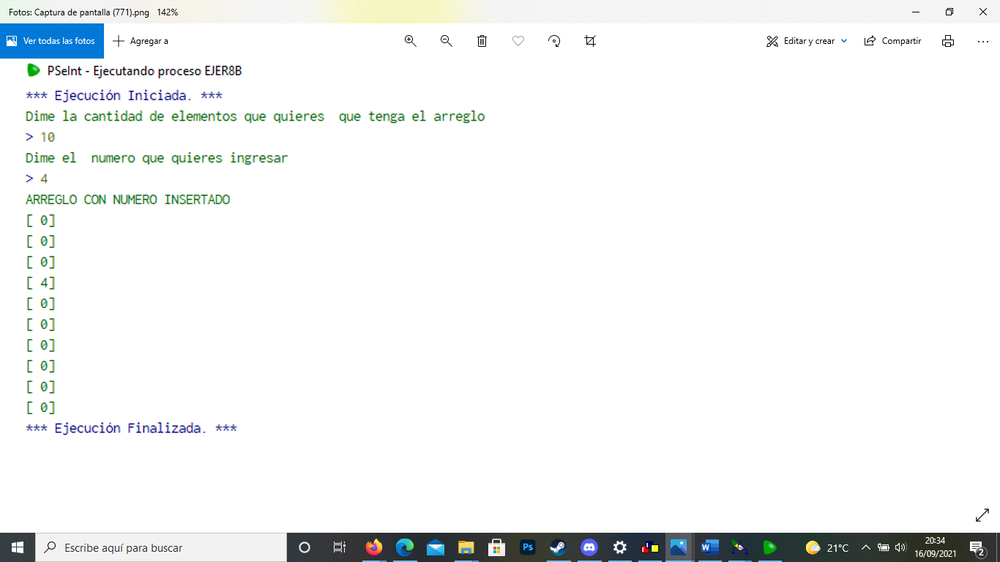 Fotos: Captura de pantalla (771).png 142%
Ver todas las fotos Agregar a Editar y crear Compartir
PSeInt - Ejecutando proceso EJER8B
*** Ejecución Iniciada. ***
Dime la cantidad de elementos que quieres  que tenga el arreglo
> 10
Dime el  numero que quieres ingresar
> 4
ARREGLO CON NUMERO INSERTADO
[ 0]
[ 0]
[ 0]
[ 4]
[ 0]
[ 0]
[ 0]
[ 0]
[ 0]
[ 0]
*** Ejecución Finalizada. ***
Escribe aquí para buscar Ps W 21°C 20:34
16/09/2021 2